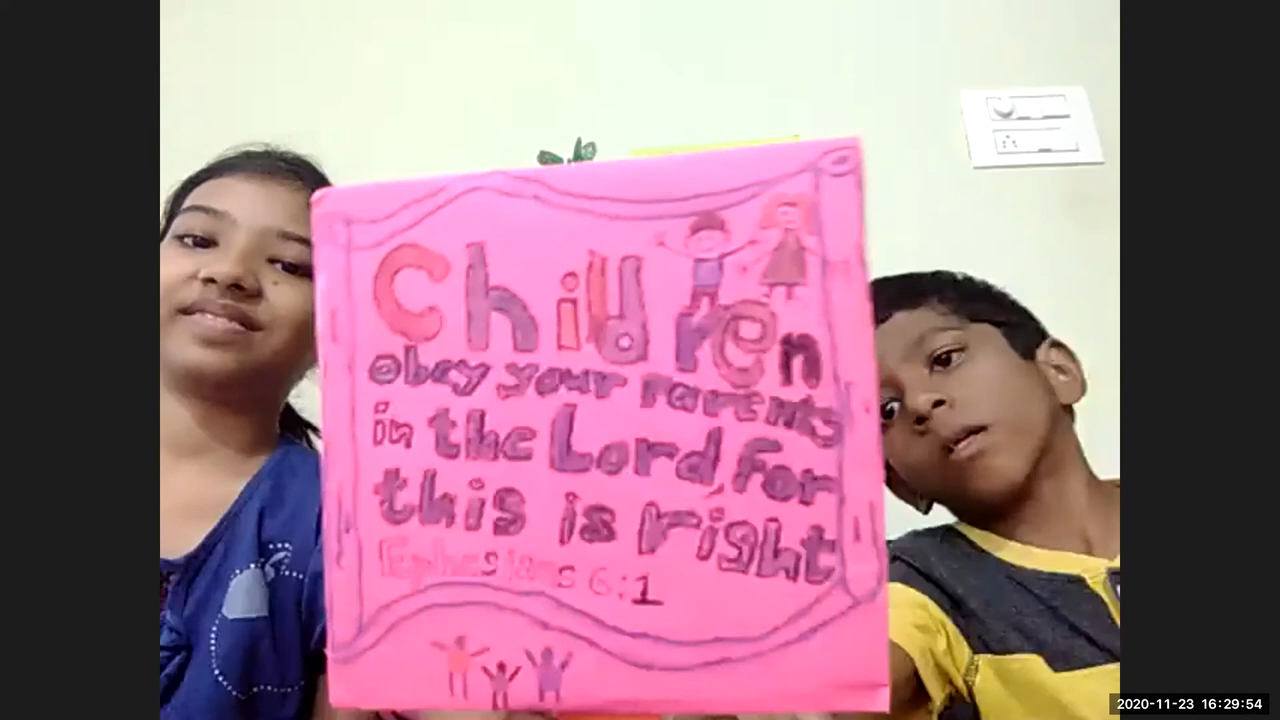 Children
obey your parents
in the Lord, for
this is right
Ephesians 6:1
2020-11-23 16:29:54